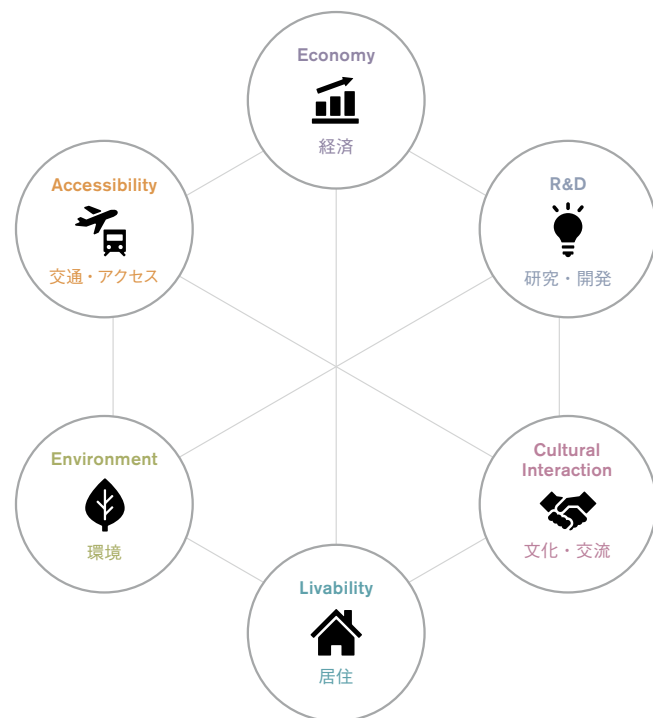 Economy
経済
Accessibility
交通・アクセス
R&D
研究・開発
Environment
環境
Cultural
Interaction
文化・交流
Livability
居住